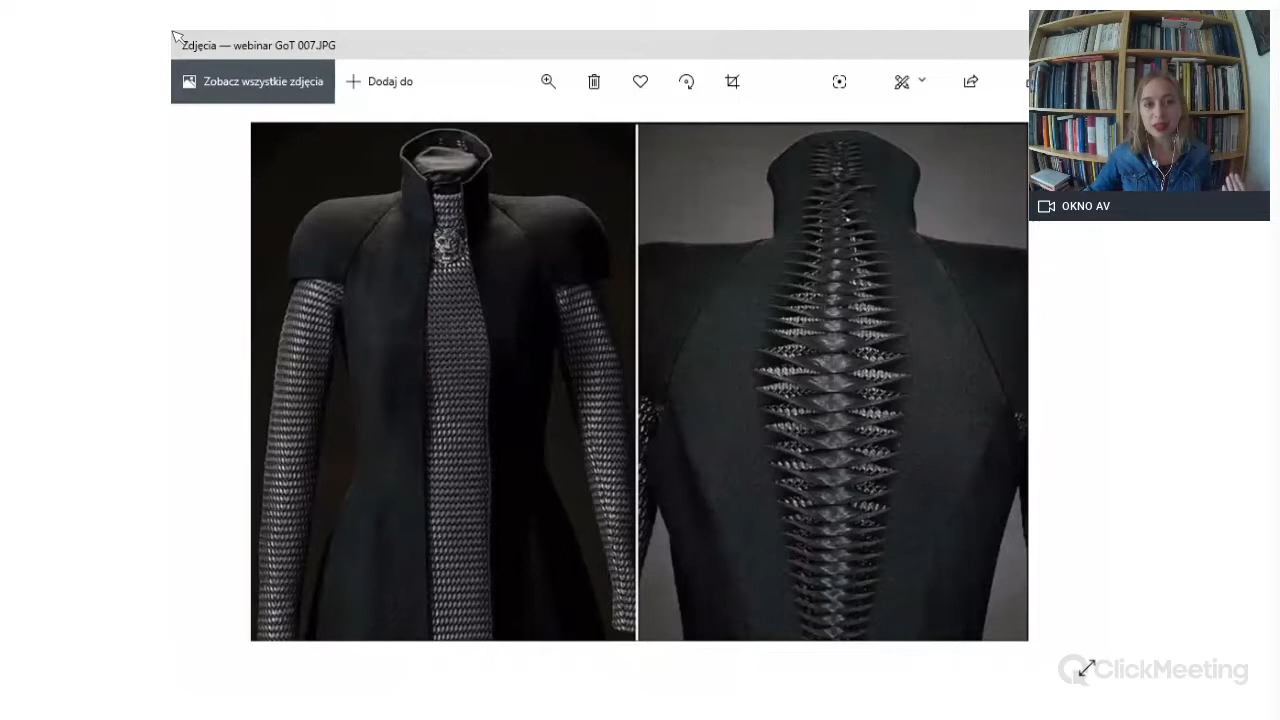 Zdjęcia — webinar GoT 007.JPG
Zobacz wszystkie zdjęcia
Dodaj do
OKNO AV
ClickMeeting